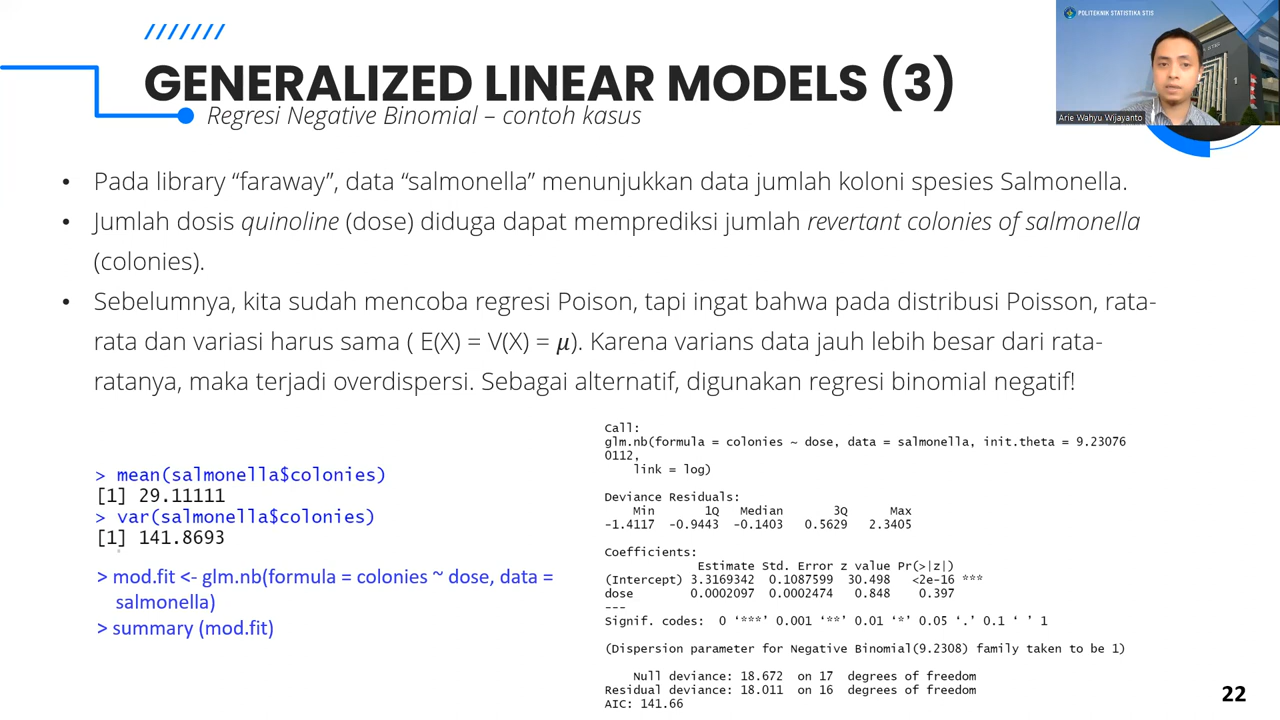 POLITEKNIK STATISTIKA STIS
Arie Wahyu Wijayanto
GENERALIZED LINEAR MODELS (3)
Regresi Negative Binomial – contoh kasus
• Pada library “faraway”, data “salmonella” menunjukkan data jumlah koloni spesies Salmonella.
• Jumlah dosis quinoline (dose) diduga dapat memprediksi jumlah revertant colonies of salmonella
(colonies).
• Sebelumnya, kita sudah mencoba regresi Poison, tapi ingat bahwa pada distribusi Poisson, rata-
rata dan variasi harus sama ( E(X) = V(X) = μ). Karena varians data jauh lebih besar dari rata-
ratanya, maka terjadi overdispersi. Sebagai alternatif, digunakan regresi binomial negatif!
> mean(salmonella$colonies)
[1] 29.11111
> var(salmonella$colonies)
[1] 141.8693
> mod.fit <- glm.nb(formula = colonies ~ dose, data =
salmonella)
> summary (mod.fit)
Call:
glm.nb(formula = colonies ~ dose, data = salmonella, init.theta = 9.23076
0112,
link = log)
Deviance Residuals:
Min 1Q Median 3Q Max
-1.4117 -0.9443 -0.1403 0.5629 2.3405
Coefficients:
Estimate Std. Error z value Pr(>|z|)
(Intercept) 3.3169342 0.1087599 30.498 <2e-16 ***
dose 0.0002097 0.0002474 0.848 0.397
---
Signif. codes: 0 ‘***’ 0.001 ‘**’ 0.01 ‘*’ 0.05 ‘.’ 0.1 ‘ ’ 1
(Dispersion parameter for Negative Binomial(9.2308) family taken to be 1)
Null deviance: 18.672 on 17 degrees of freedom
Residual deviance: 18.011 on 16 degrees of freedom
AIC: 141.66
22